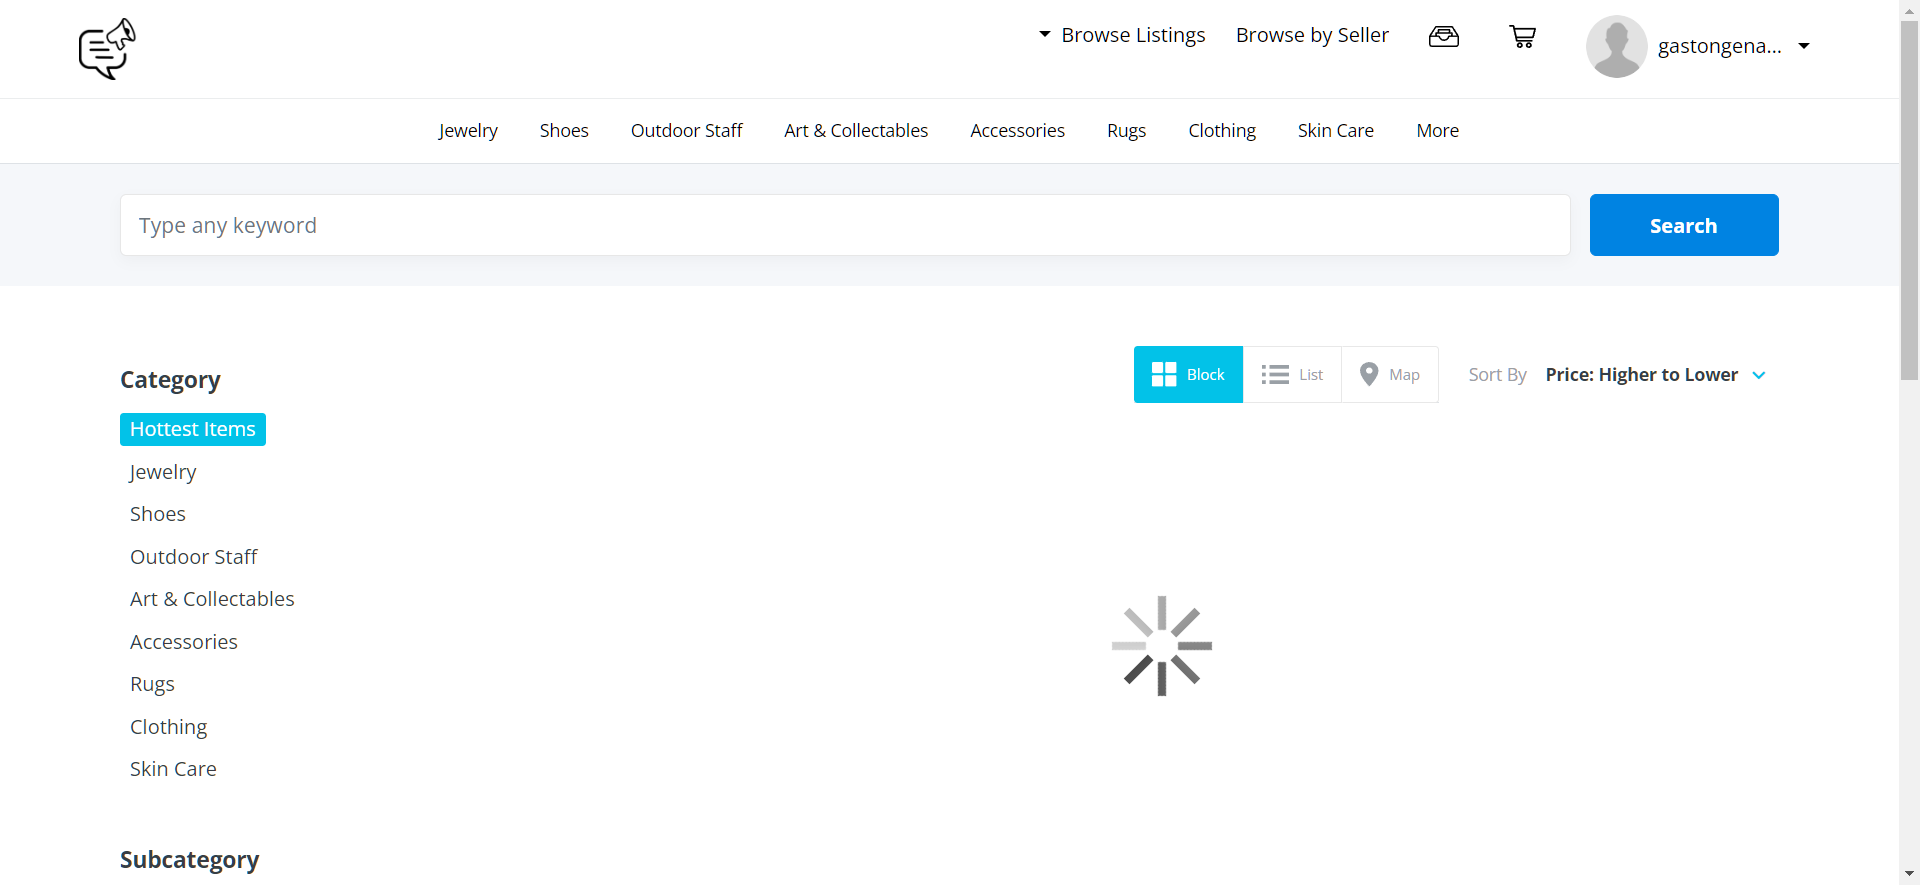 Browse Listings
Browse by Seller
gastongena...
Jewelry
Shoes
Outdoor Staff
Art & Collectables
Accessories
Rugs
Clothing
Skin Care
More
Type any keyword
Search
Block
List
Map
Sort By
Price: Higher to Lower
Category
Hottest Items
Jewelry
Shoes
Outdoor Staff
Art & Collectables
Accessories
Rugs
Clothing
Skin Care
Subcategory